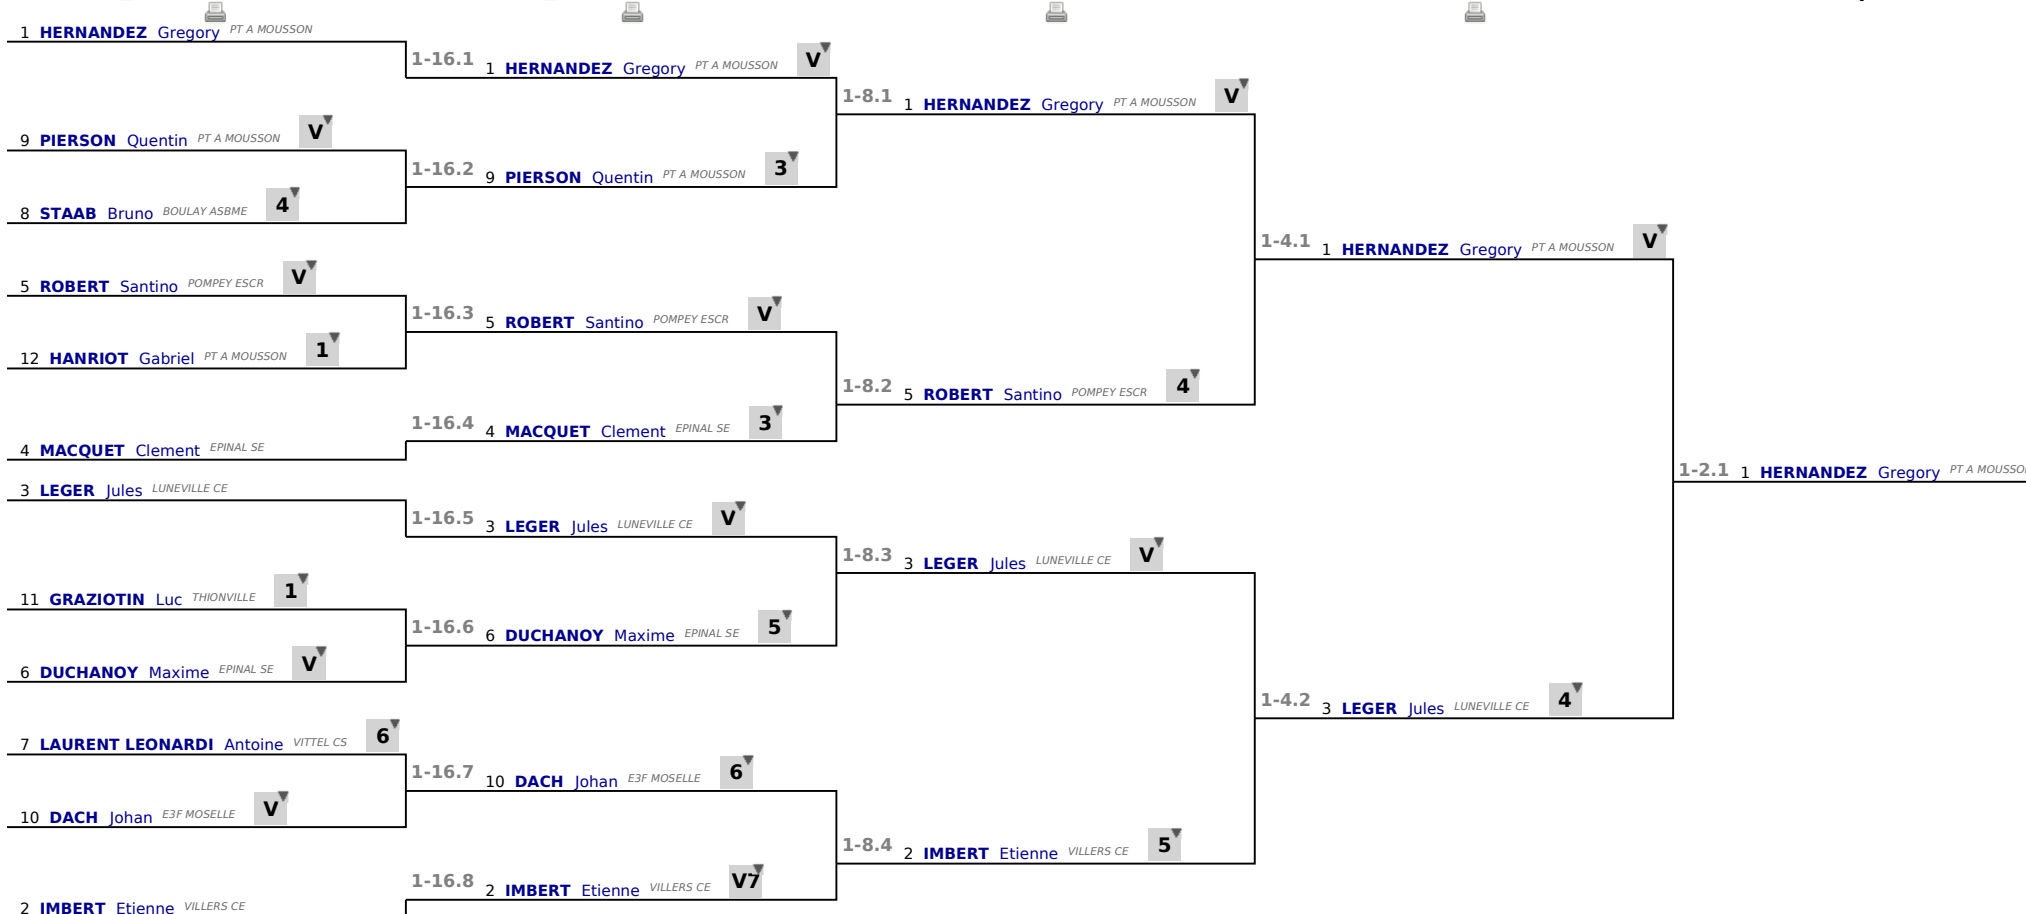 1 HERNANDEZ Gregory PT A MOUSSON
9 PIERSON Quentin PT A MOUSSON V
8 STAAB Bruno BOULAY ASBME 4
5 ROBERT Santino POMPEY ESCR V
12 HANRIOT Gabriel PT A MOUSSON 1
4 MACQUET Clement EPINAL SE
3 LEGER Jules LUNEVILLE CE
11 GRAZIOTIN Luc THIONVILLE 1
6 DUCHANOY Maxime EPINAL SE V
7 LAURENT LEONARDI Antoine VITTEL CS 6
10 DACH Johan E3F MOSELLE V
2 IMBERT Etienne VILLERS CE
1-16.1 1 HERNANDEZ Gregory PT A MOUSSON V
1-16.2 9 PIERSON Quentin PT A MOUSSON 3
1-16.3 5 ROBERT Santino POMPEY ESCR V
1-16.4 4 MACQUET Clement EPINAL SE 3
1-16.5 3 LEGER Jules LUNEVILLE CE V
1-16.6 6 DUCHANOY Maxime EPINAL SE 5
1-16.7 10 DACH Johan E3F MOSELLE 6
1-16.8 2 IMBERT Etienne VILLERS CE V7
1-8.1 1 HERNANDEZ Gregory PT A MOUSSON V
1-8.2 5 ROBERT Santino POMPEY ESCR 4
1-8.3 3 LEGER Jules LUNEVILLE CE V
1-8.4 2 IMBERT Etienne VILLERS CE 5
1-4.1 1 HERNANDEZ Gregory PT A MOUSSON V
1-4.2 3 LEGER Jules LUNEVILLE CE 4
1-2.1 1 HERNANDEZ Gregory PT A MOUSSO